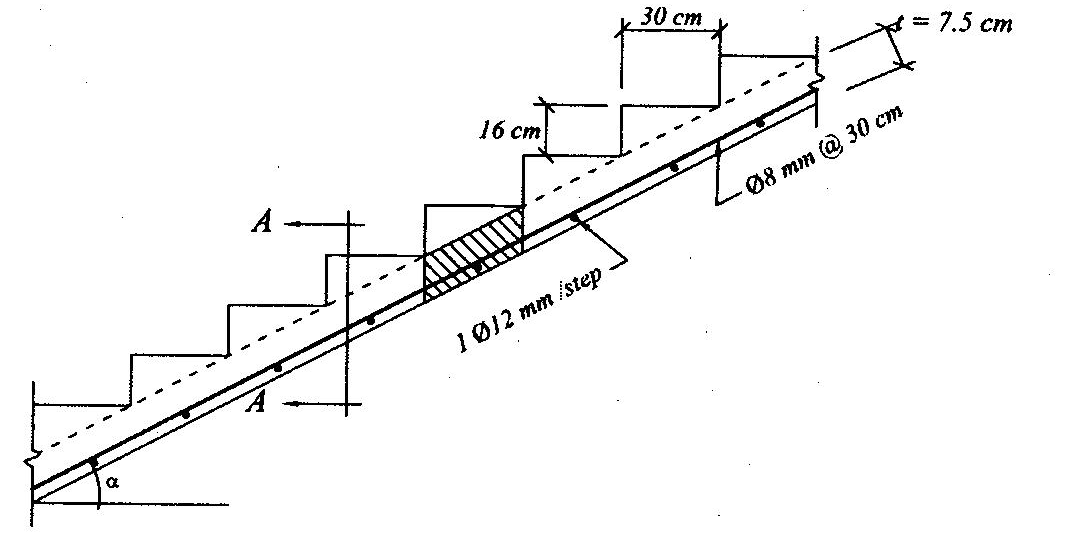 30 cm
t = 7.5 cm
16 cm
Ø8 mm @ 30 cm
A
1 Ø12 mm /step
A
α